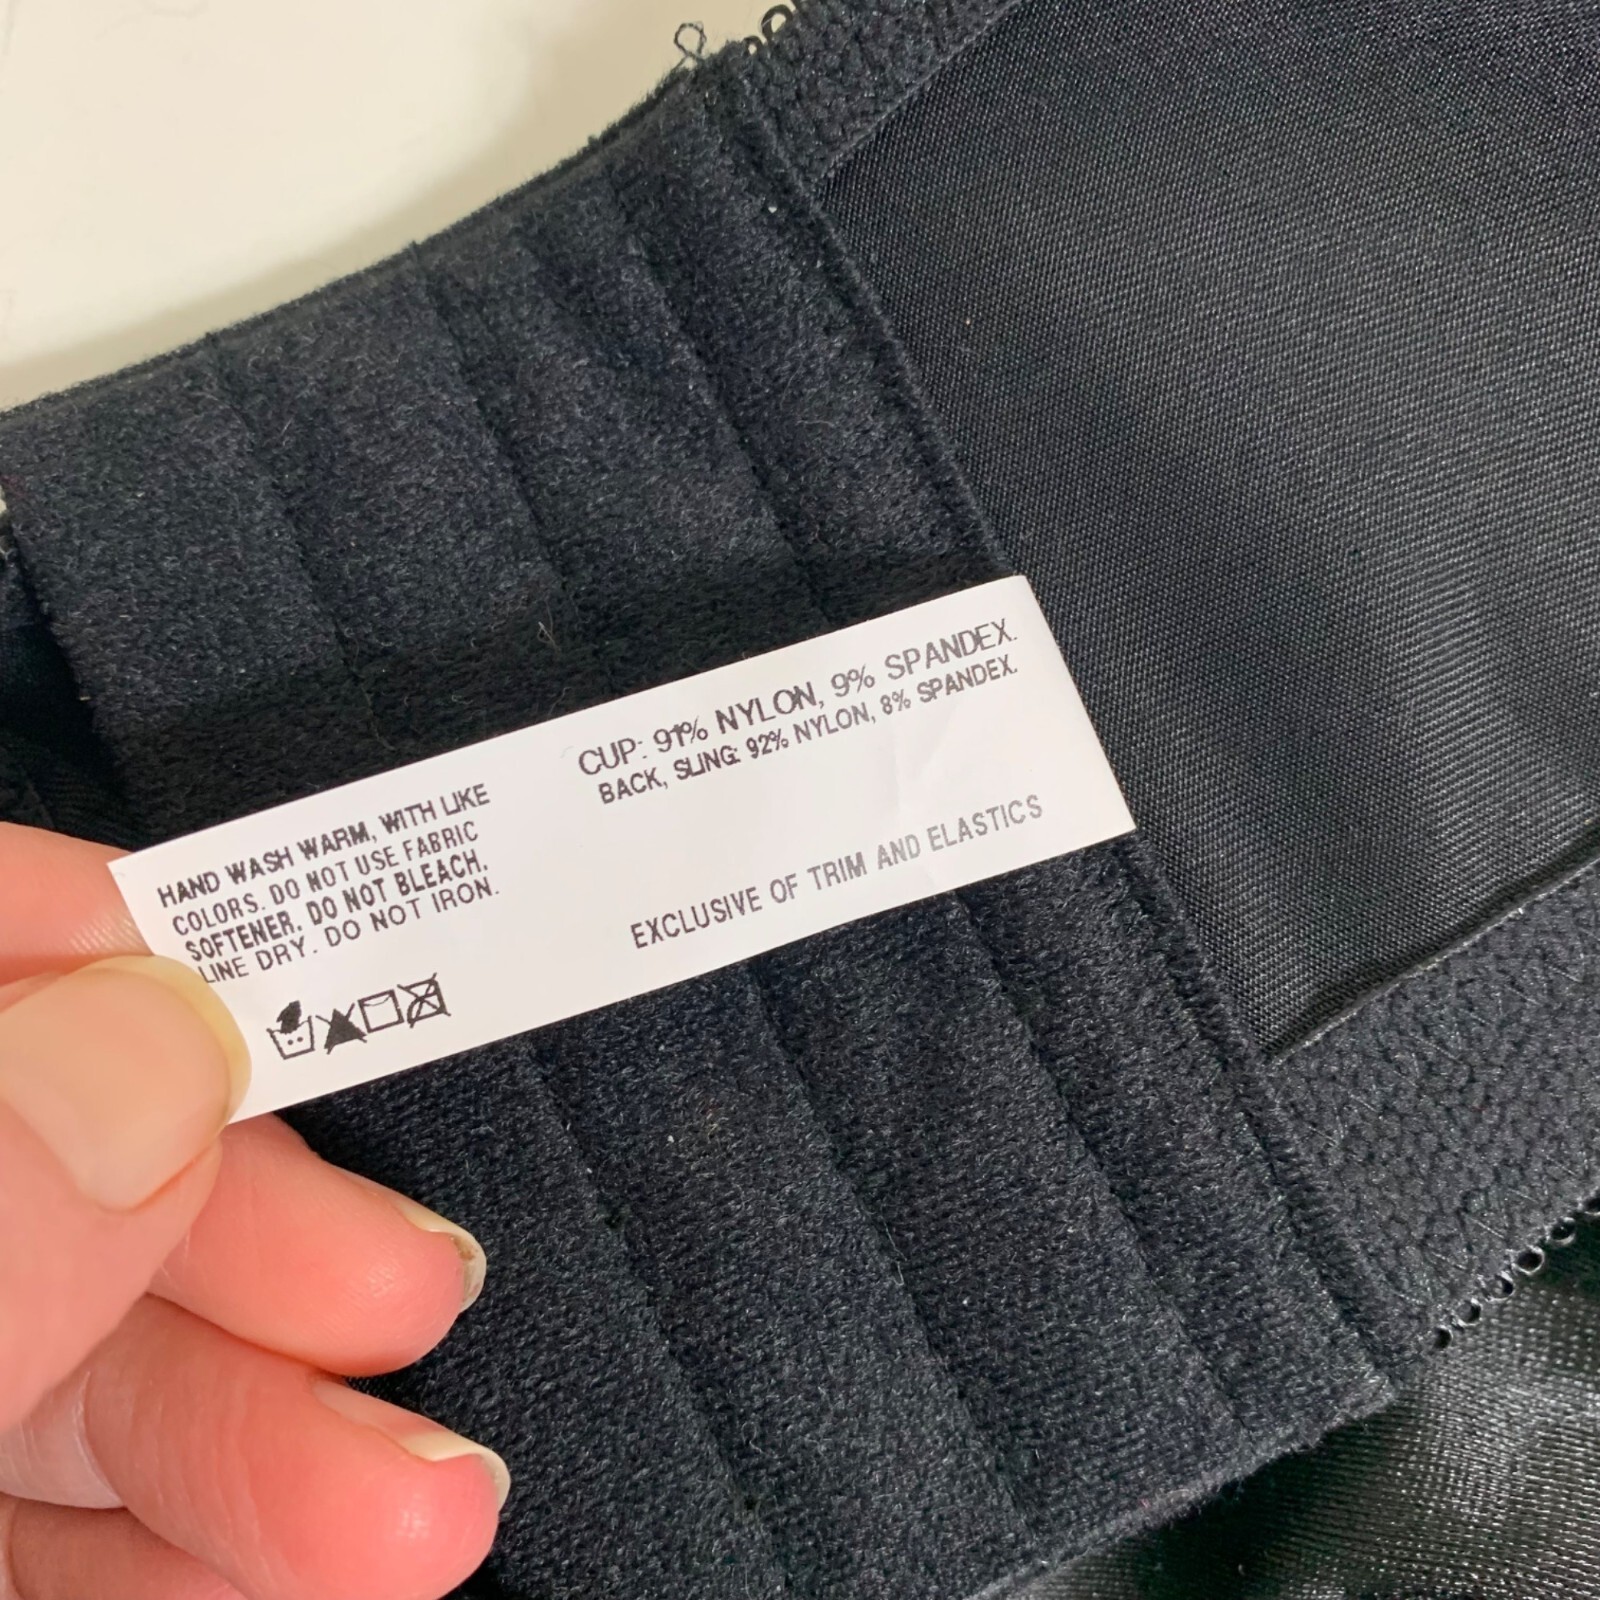 HAND WASH WARM, WITH LIKE
COLORS. DO NOT USE FABRIC
SOFTENER. DO NOT BLEACH.
LINE DRY. DO NOT IRON.
CUP: 91% NYLON, 9% SPANDEX.
BACK, SLING: 92% NYLON, 8% SPANDEX.
EXCLUSIVE OF TRIM AND ELASTICS